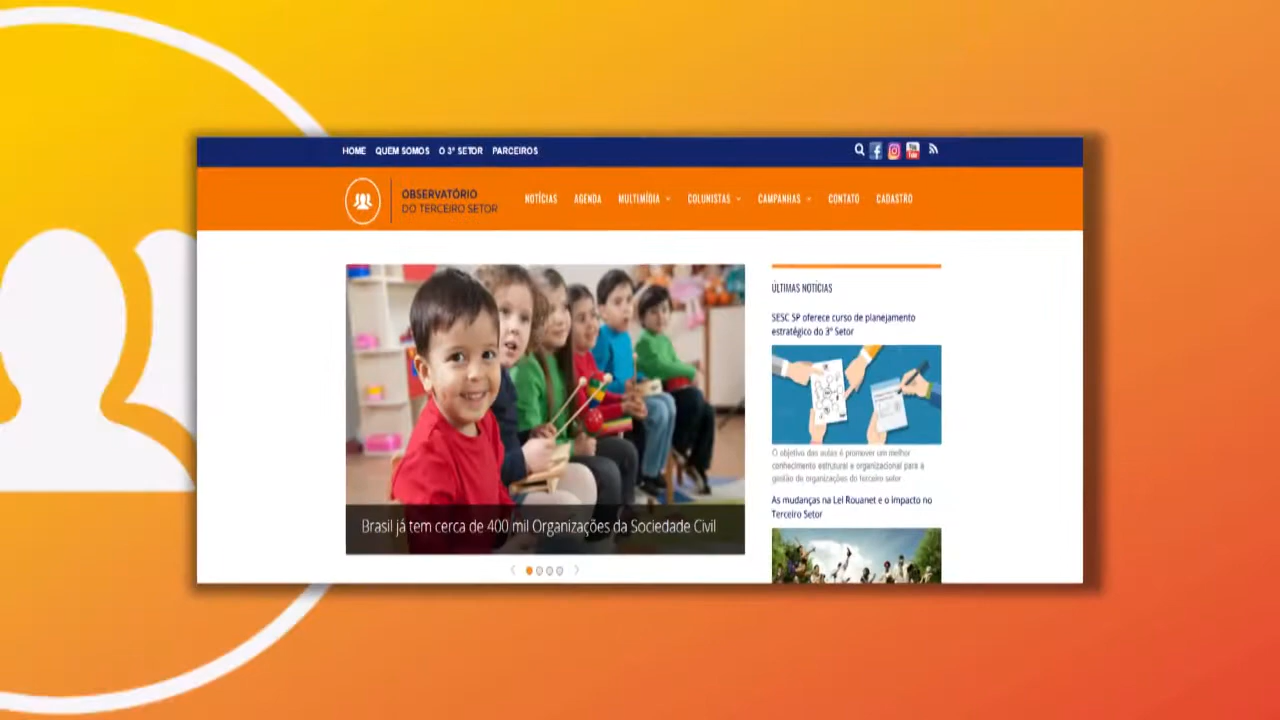 HOME QUEM SOMOS O 3º SETOR PARCEIROS
OBSERVATÓRIO
DO TERCEIRO SETOR
NOTÍCIAS AGENDA MULTIMÍDIA COLUNISTAS CAMPANHAS CONTATO CADASTRO
Brasil já tem cerca de 400 mil Organizações da Sociedade Civil
ÚLTIMAS NOTÍCIAS
SESC SP oferece curso de planejamento
estratégico do 3º Setor
O objetivo das aulas é promover um melhor
conhecimento estrutural e organizacional para a
gestão de organizações do terceiro setor
As mudanças na Lei Rouanet e o impacto no
Terceiro Setor